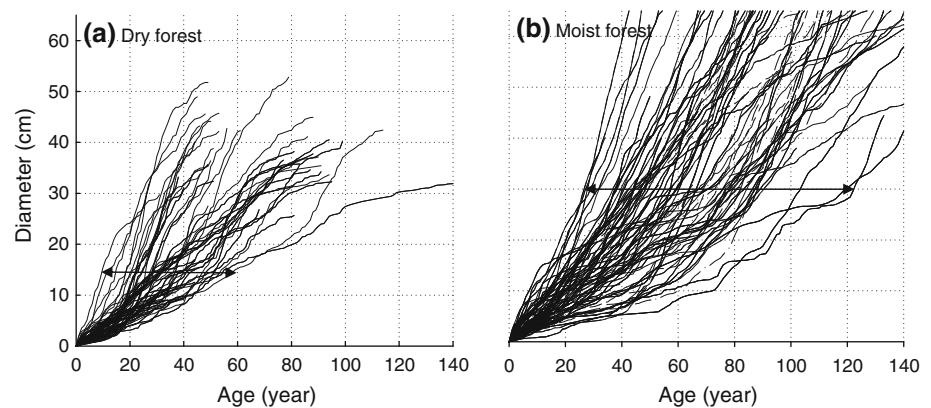 (a) Dry forest
60
50
40
30
20
10
0
Diameter (cm)
0 20 40 60 80 100 120 140
Age (year)
(b) Moist forest
0 20 40 60 80 100 120 140
Age (year)